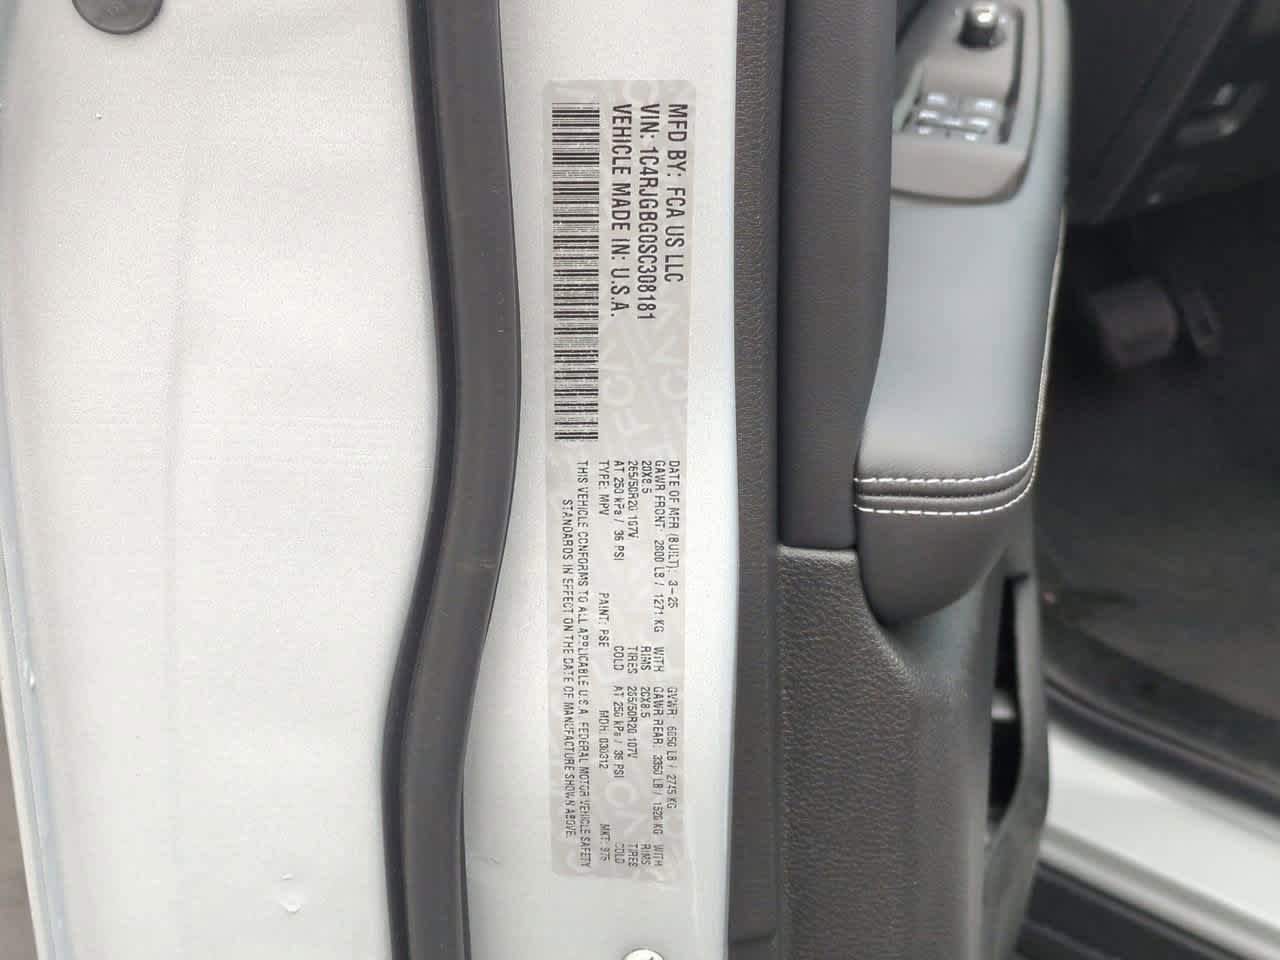 MFD BY: FCA US LLC
VIN: 1C4RJGBG0SC308181
VEHICLE MADE IN: U.S.A.
DATE OF MFR (BUILT): 3-25 GVWR: 6050 LB / 2745 KG
GAWR FRONT: 2800 LB / 1271 KG WITH GAWR REAR: 3350 LB / 1520 KG WITH
20X8.5 RIMS 20X8.5 RIMS
265/50R20 107V TIRES 265/50R20 107V TIRES
AT 250 kPa / 36 PSI COLD AT 250 kPa / 36 PSI COLD
TYPE: MPV PAINT: PSE MDH: 030312 MKT: 975
THIS VEHICLE CONFORMS TO ALL APPLICABLE U.S.A. FEDERAL MOTOR VEHICLE SAFETY
STANDARDS IN EFFECT ON THE DATE OF MANUFACTURE SHOWN ABOVE.